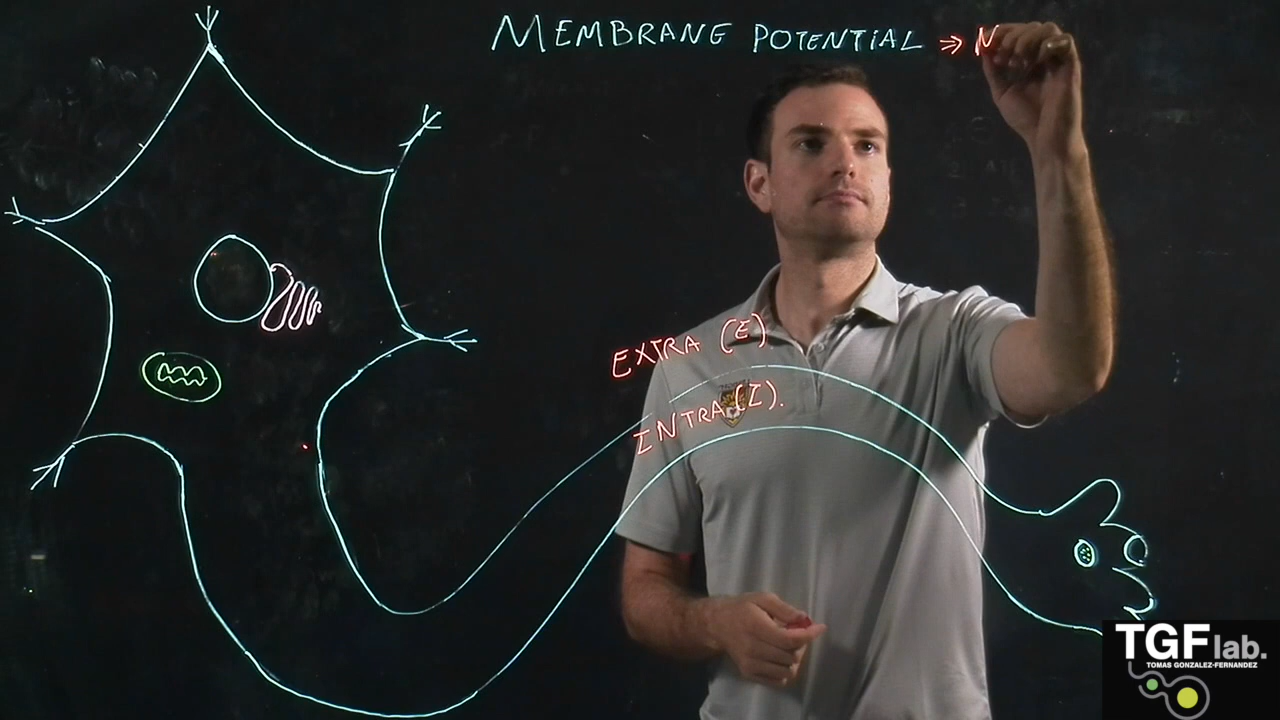 MEMBRANE POTENTIAL ⇒ N
EXTRA (E)
INTRA (I).
TGF lab.
TOMAS GONZALEZ-FERNANDEZ